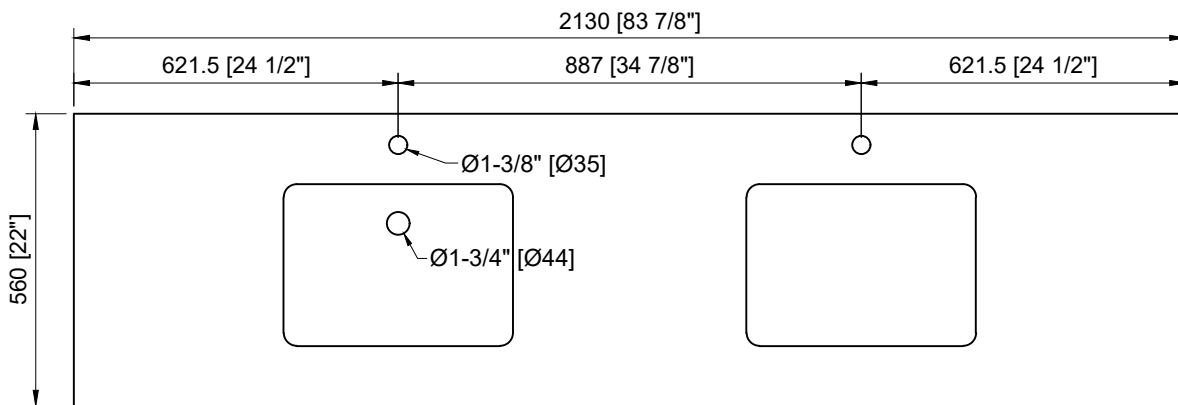 2130 [83 7/8"]
621.5 [24 1/2"]
887 [34 7/8"]
621.5 [24 1/2"]
Ø1-3/8" [Ø35]
560 [22"]
Ø1-3/4" [Ø44]